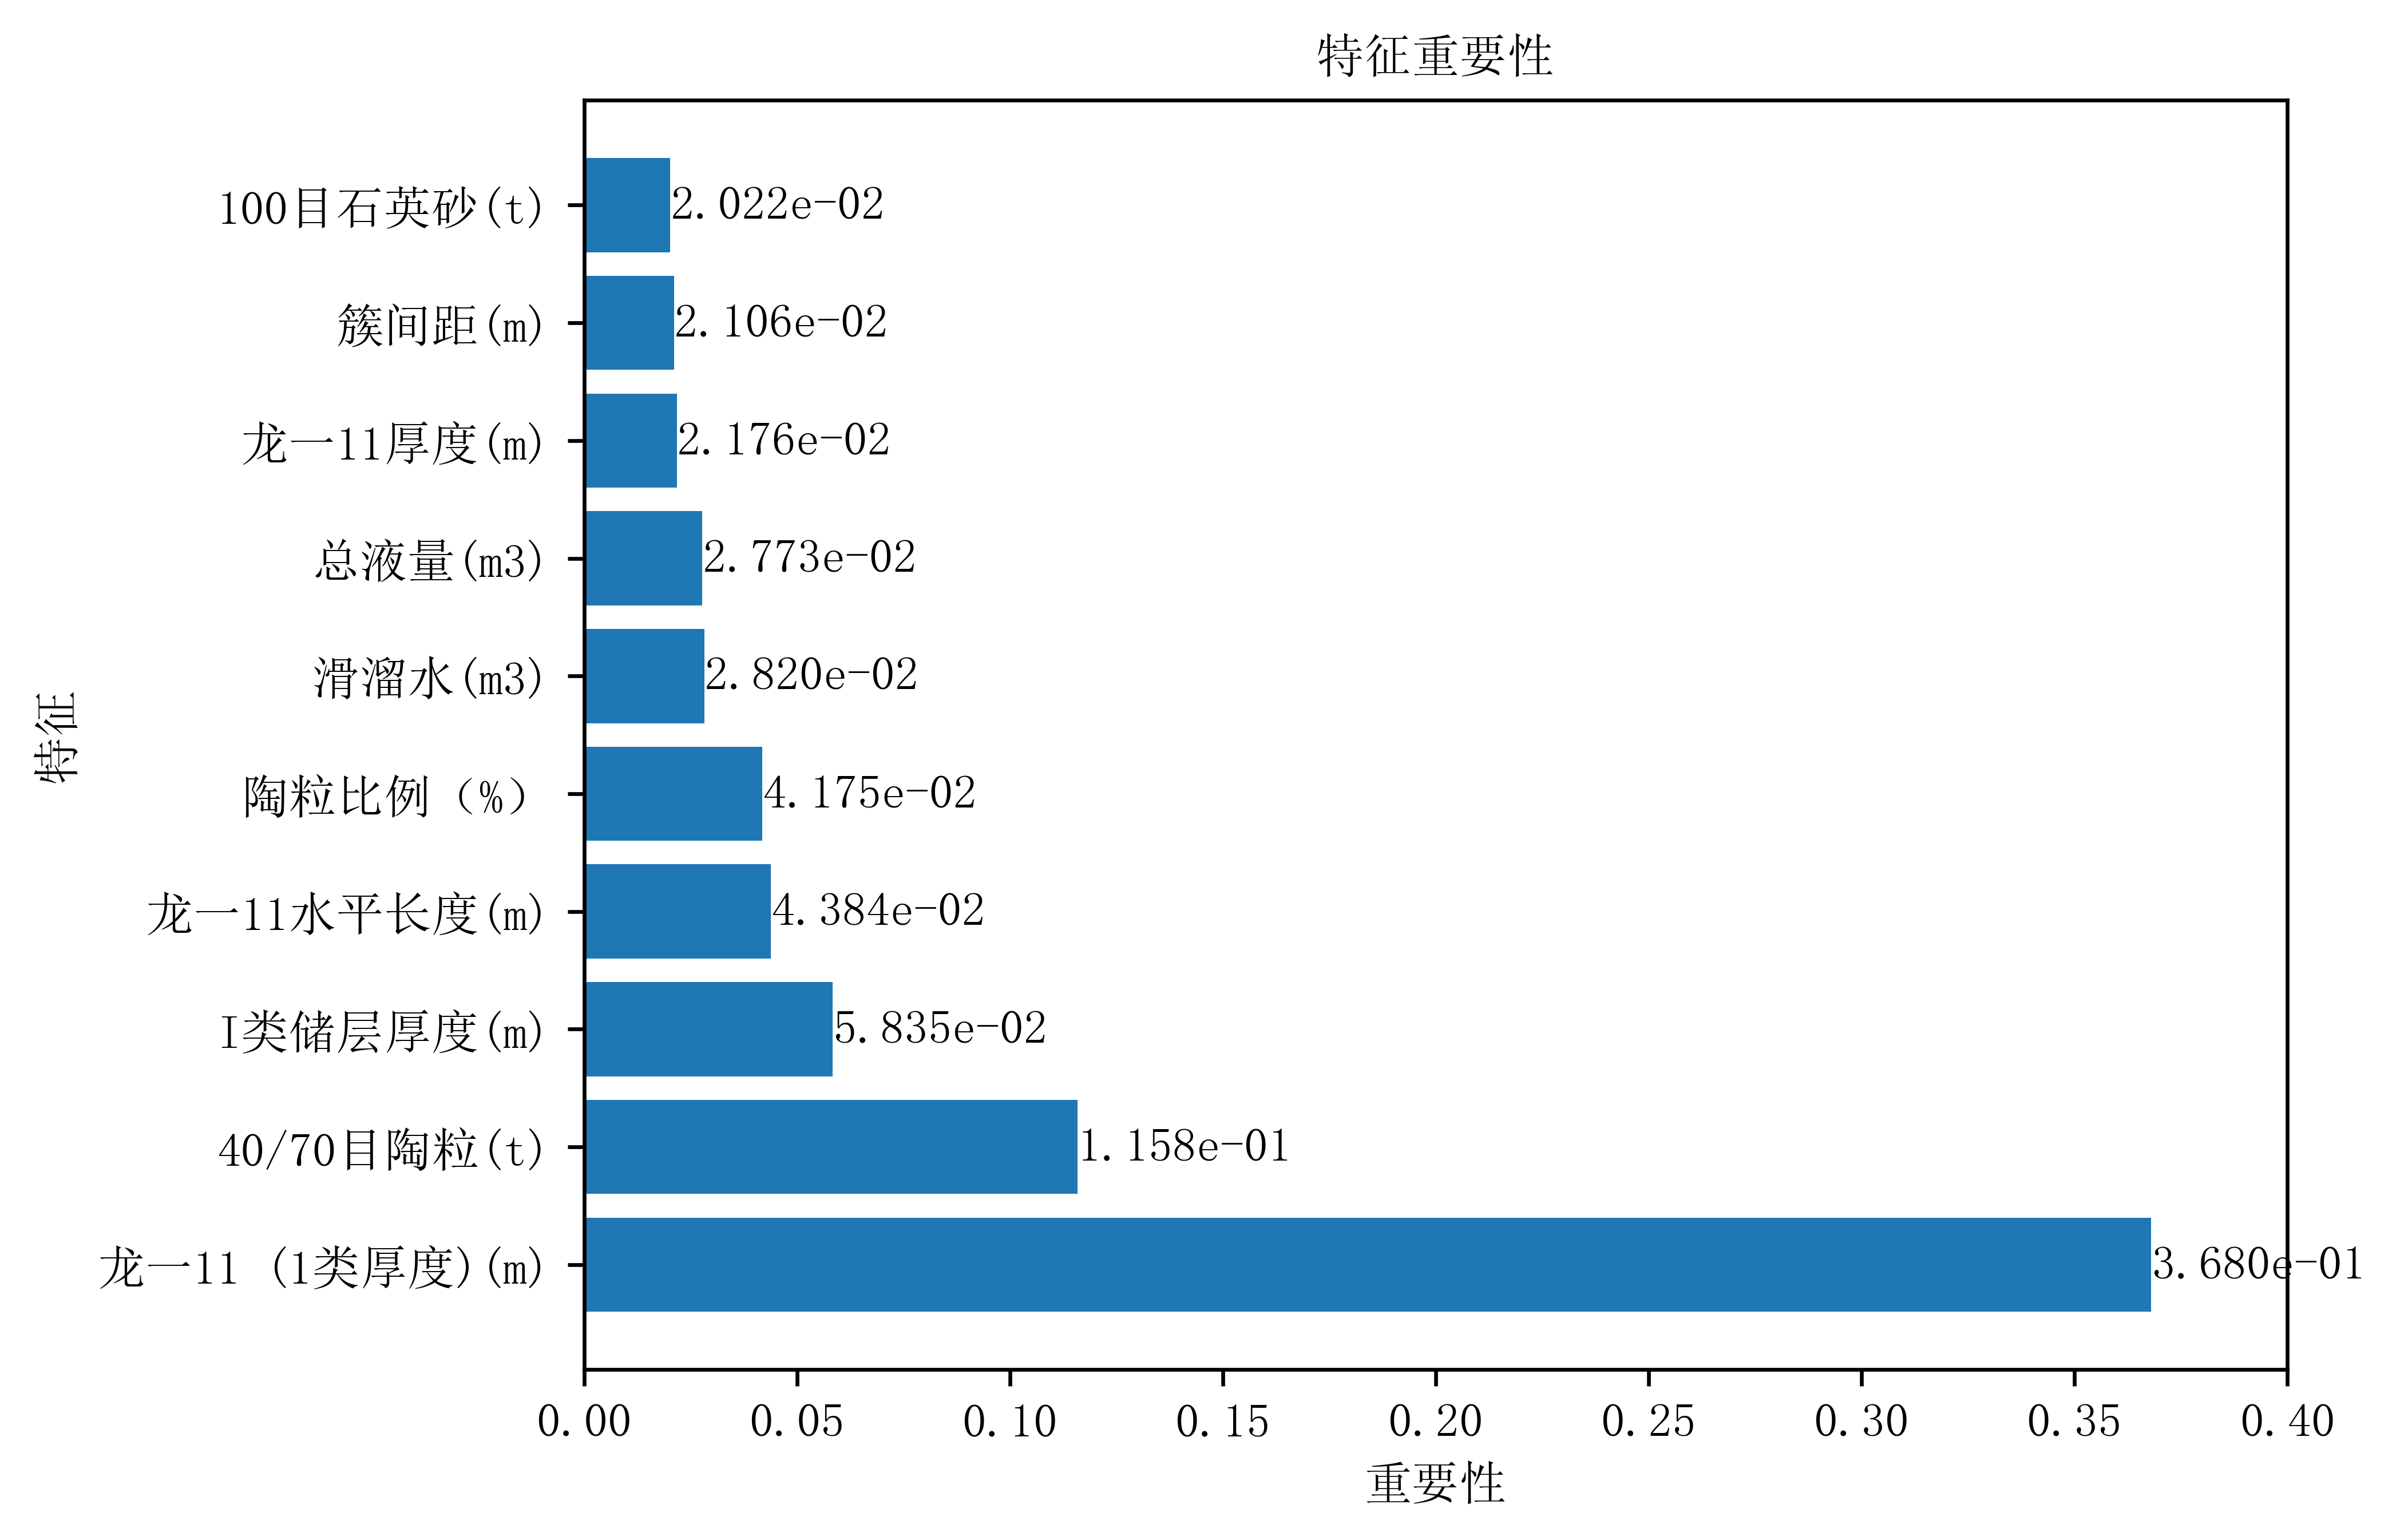 特征重要性
100目石英砂(t)
2.022e-02
簇间距(m)
2.106e-02
龙一11厚度(m)
2.176e-02
总液量(m3)
2.773e-02
滑溜水(m3)
2.820e-02
陶粒比例（%）
4.175e-02
龙一11水平长度(m)
4.384e-02
I类储层厚度(m)
5.835e-02
40/70目陶粒(t)
1.158e-01
龙一11 (1类厚度)(m)
3.680e-01
特征
0.00 0.05 0.10 0.15 0.20 0.25 0.30 0.35 0.40
重要性